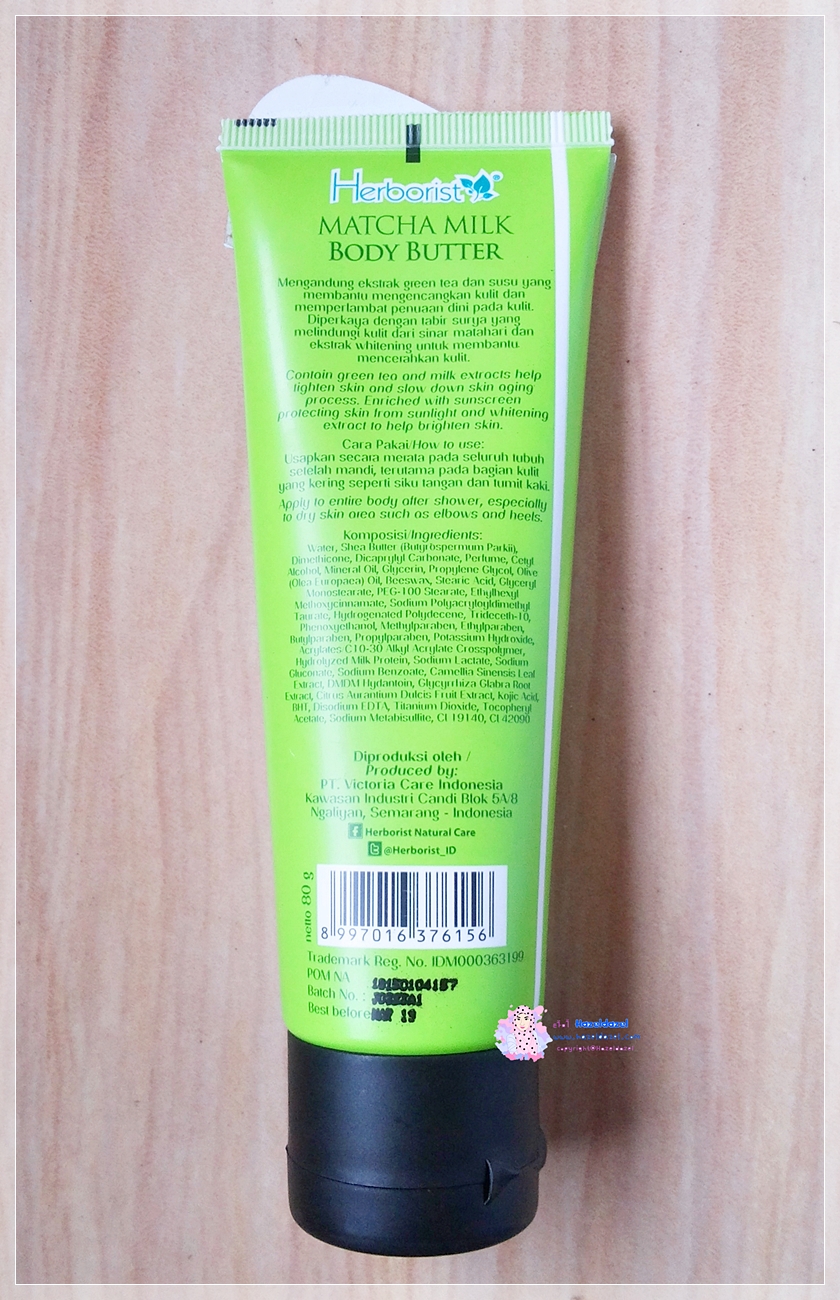 Herborist
MATCHA MILK
BODY BUTTER
Mengandung ekstrak green tea dan susu yang
membantu mengencangkan kulit dan
memperlambat penuaan dini pada kulit.
Diperkaya dengan tabir surya yang
melindungi kulit dari sinar matahari dan
ekstrak whitening untuk membantu
mencerahkan kulit.
Contain green tea and milk extracts help
tighten skin and slow down skin aging
process. Enriched with sunscreen
protecting skin from sunlight and whitening
extract to help brighten skin.
Cara Pakai/How to use:
Usapkan secara merata pada seluruh tubuh
setelah mandi, terutama pada bagian kulit
yang kering seperti siku tangan dan tumit kaki.
Apply to entire body after shower, especially
to dry skin area such as elbows and heels.
Komposisi/Ingredients:
Water, Shea Butter (Butyrospermum Parkii),
Dimethicone, Dicaprylyl Carbonate, Perfume, Cetyl
Alcohol, Mineral Oil, Glycerin, Propylene Glycol, Olive
(Olea Europaea) Oil, Beeswax, Stearic Acid, Glyceryl
Monostearate, PEG-100 Stearate, Ethylhexyl
Methoxycinnamate, Sodium Polyacryloyldimethyl
Taurate, Hydrogenated Polydecene, Trideceth-10,
Phenoxyethanol, Methylparaben, Ethylparaben,
Butylparaben, Propylparaben, Potassium Hydroxide,
Acrylates C10-30 Alkyl Acrylate Crosspolymer,
Hydrolyzed Milk Protein, Sodium Lactate, Sodium
Gluconate, Sodium Benzoate, Camellia Sinensis Leaf
Extract, DMDM Hydantoin, Glycyrrhiza Glabra Root
Extract, Citrus Aurantium Dulcis Fruit Extract, Kojic Acid,
BHT, Disodium EDTA, Titanium Dioxide, Tocopheryl
Acetate, Sodium Metabisulfite, CI 19140, CI 42090
Diproduksi oleh /
Produced by:
PT. Victoria Care Indonesia
Kawasan Industri Candi Blok 5A/8
Ngaliyan, Semarang - Indonesia
Herborist Natural Care
@Herborist_ID
netto 80 g
8 997016 376156
Trademark Reg. No. IDM000363199
POM NA 18150104157
Batch No. :
Best before MAR 19
Hazuldazul
copyright@Hazuldazul